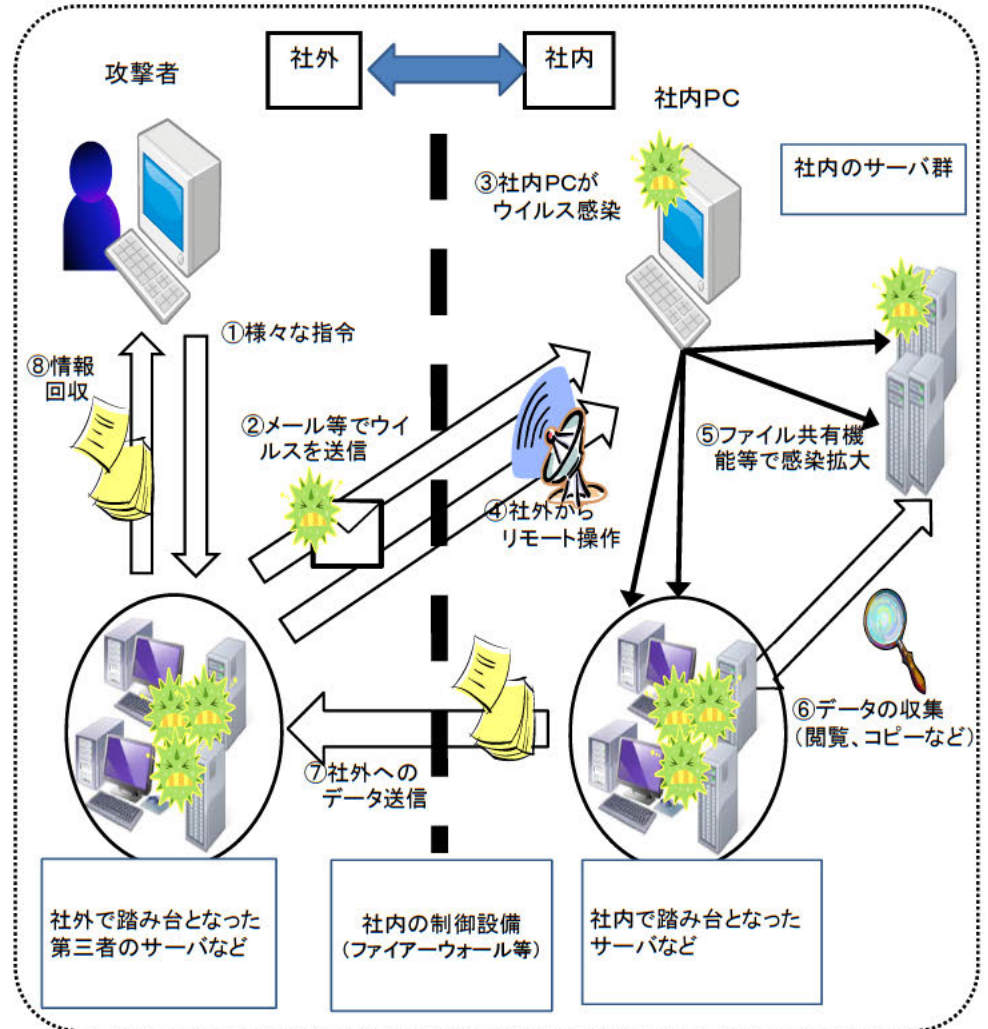 社外
社内
攻撃者
社内PC
社内のサーバ群
③社内PCが
ウイルス感染
①様々な指令
⑧情報
回収
②メール等でウイ
ルスを送信
⑤ファイル共有機
能等で感染拡大
④社外から
リモート操作
⑥データの収集
(閲覧、コピーなど)
⑦社外への
データ送信
社外で踏み台となった
第三者のサーバなど
社内の制御設備
(ファイアーウォール等)
社内で踏み台となった
サーバなど